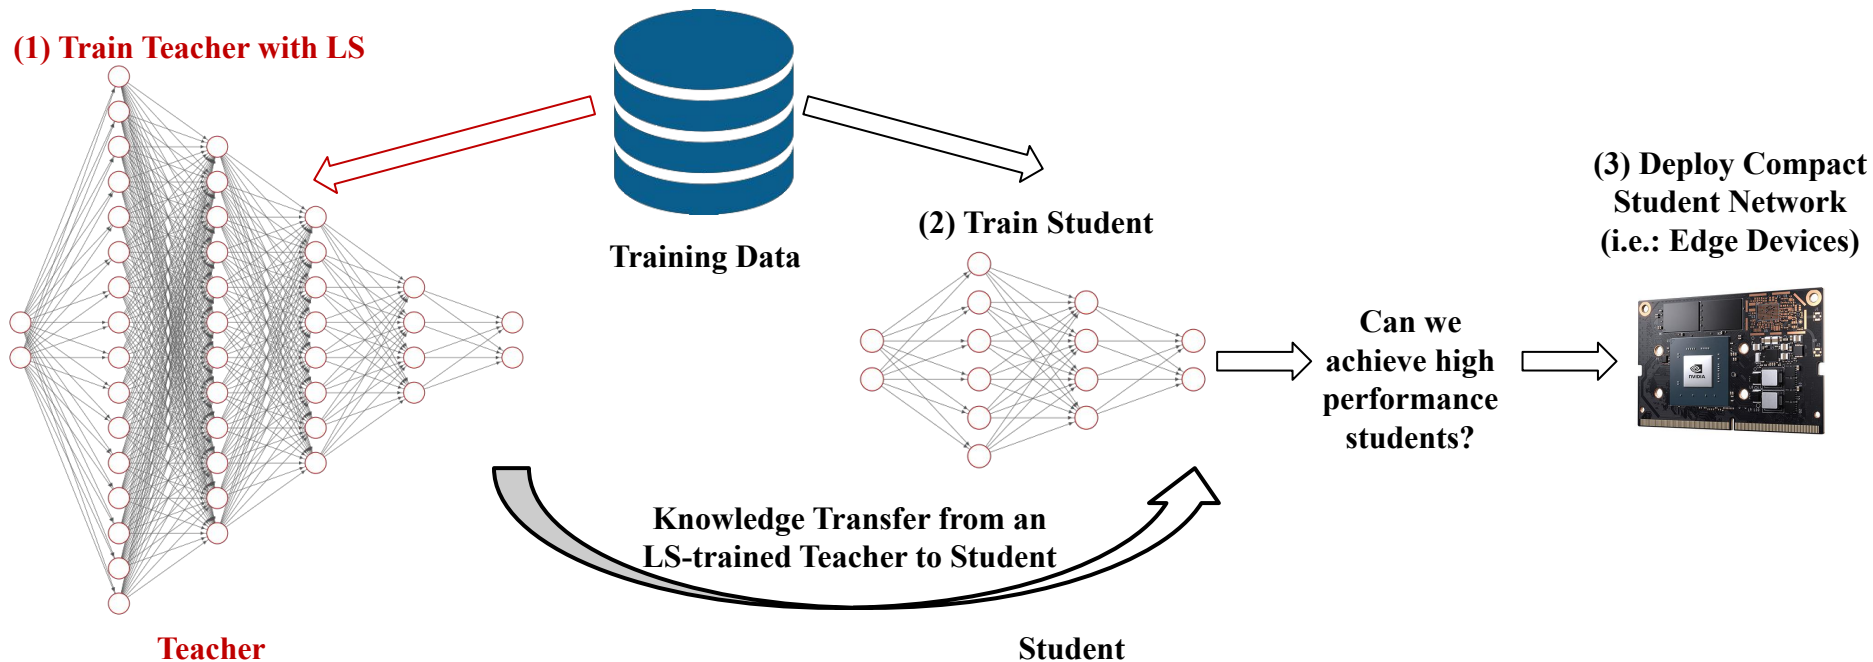 (1) Train Teacher with LS
Training Data
(2) Train Student
Can we
achieve high
performance
students?
(3) Deploy Compact
Student Network
(i.e.: Edge Devices)
NVIDIA
Knowledge Transfer from an
LS-trained Teacher to Student
Teacher
Student